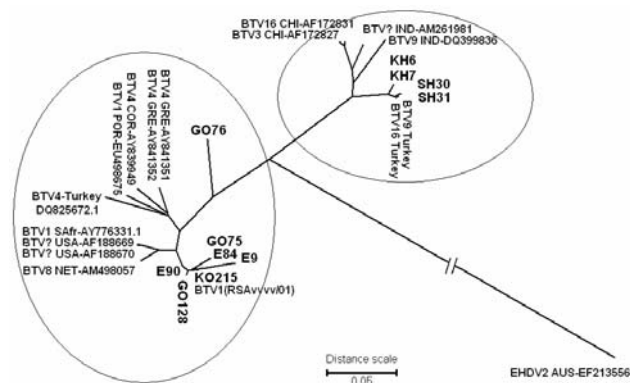 BTV16 CHI-AF172831
BTV3 CHI-AF172827
BTV? IND-AM261981
BTV9 IND-DQ399836
KH6
KH7
SH30
SH31
BTV9 Turkey
BTV16 Turkey
GO76
BTV4 GRE-AY841351
BTV4 GRE-AY841352
BTV4 COR-AY839949
BTV1 POR-EU498675
BTV4-Turkey
DQ825672.1
BTV1 SAfr-AY776331.1
BTV? USA-AF188669
BTV? USA-AF188670
BTV8 NET-AM498057
E90
GO128
GO75
E84
E9
KO215
BTV1(RSAvvvv/01)
Distance scale
0.05
EHDV2 AUS-EF213556